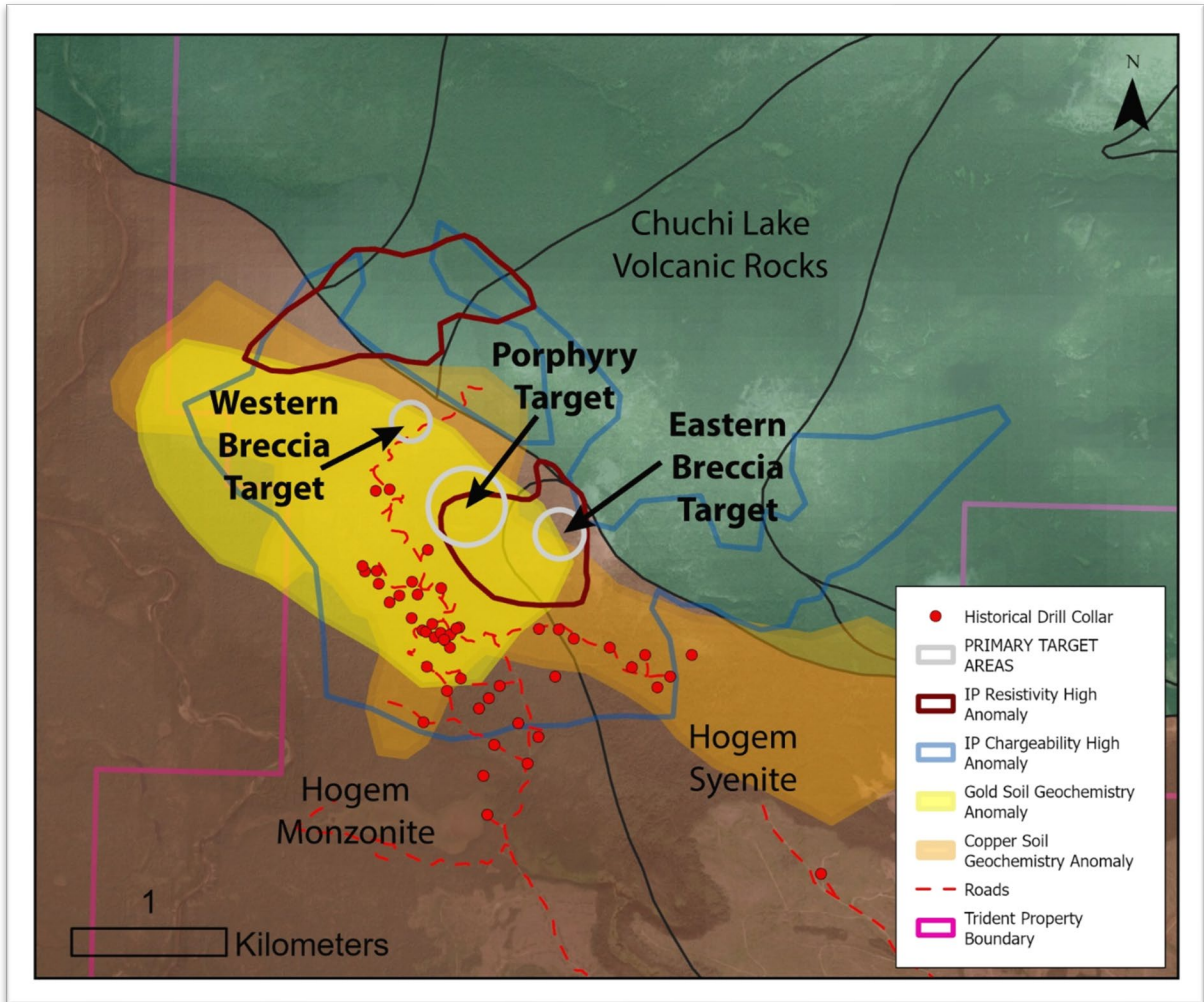 N
Chuchi Lake
Volcanic Rocks
Porphyry
Target
Western
Breccia
Target
Eastern
Breccia
Target
Hogem
Syenite
Hogem
Monzonite
1
Kilometers
Historical Drill Collar
PRIMARY TARGET
AREAS
IP Resistivity High
Anomaly
IP Chargeability High
Anomaly
Gold Soil Geochemistry
Anomaly
Copper Soil
Geochemistry Anomaly
Roads
Trident Property
Boundary